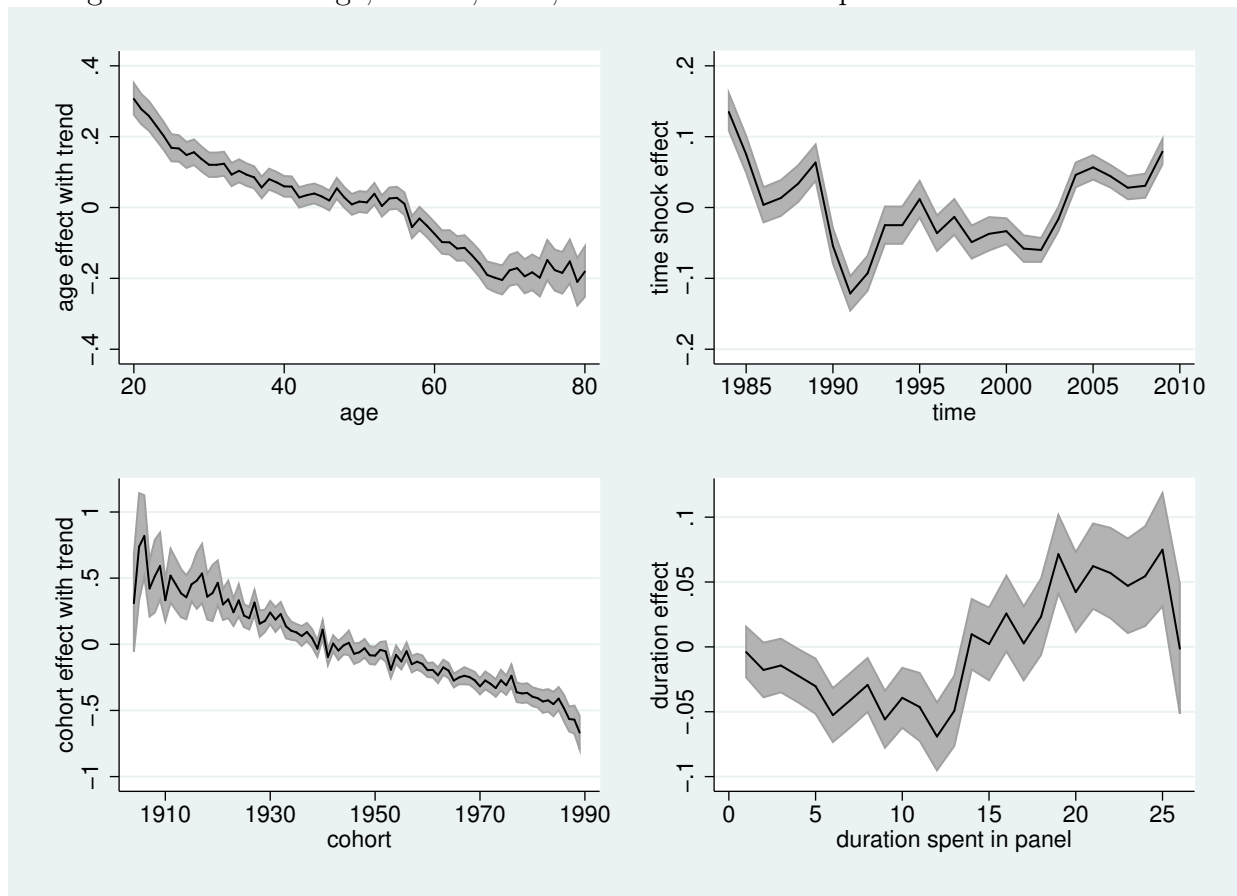 .4
.2
0
−.2
−.4
age effect with trend
20 40 60 80
age
.2
.1
0
−.1
−.2
time shock effect
1985 1990 1995 2000 2005 2010
time
1
.5
0
−.5
−1
cohort effect with trend
1910 1930 1950 1970 1990
cohort
.1
.05
0
−.05
−.1
duration effect
0 5 10 15 20 25
duration spent in panel